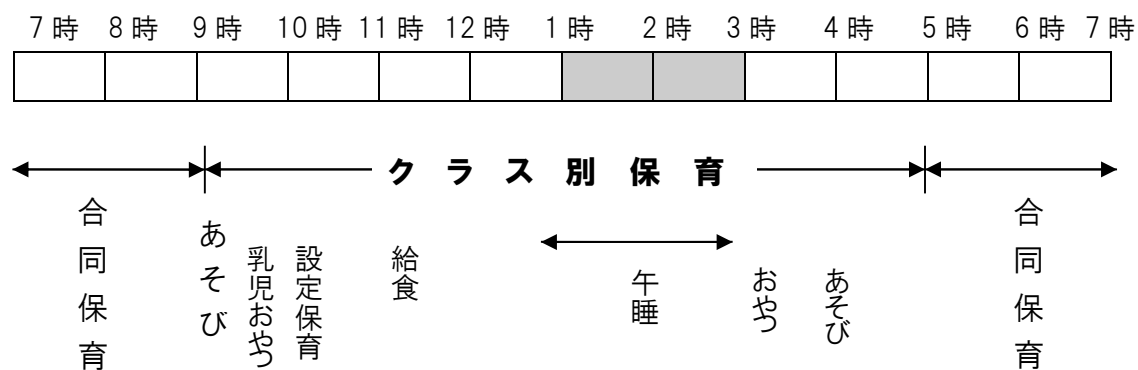 7時 8時 9時 10時 11時 12時 1時 2時 3時 4時 5時 6時 7時
クラス別保育
合同保育
あそび
乳児おやつ
設定保育
給食
午睡
おやつ
あそび
合同保育